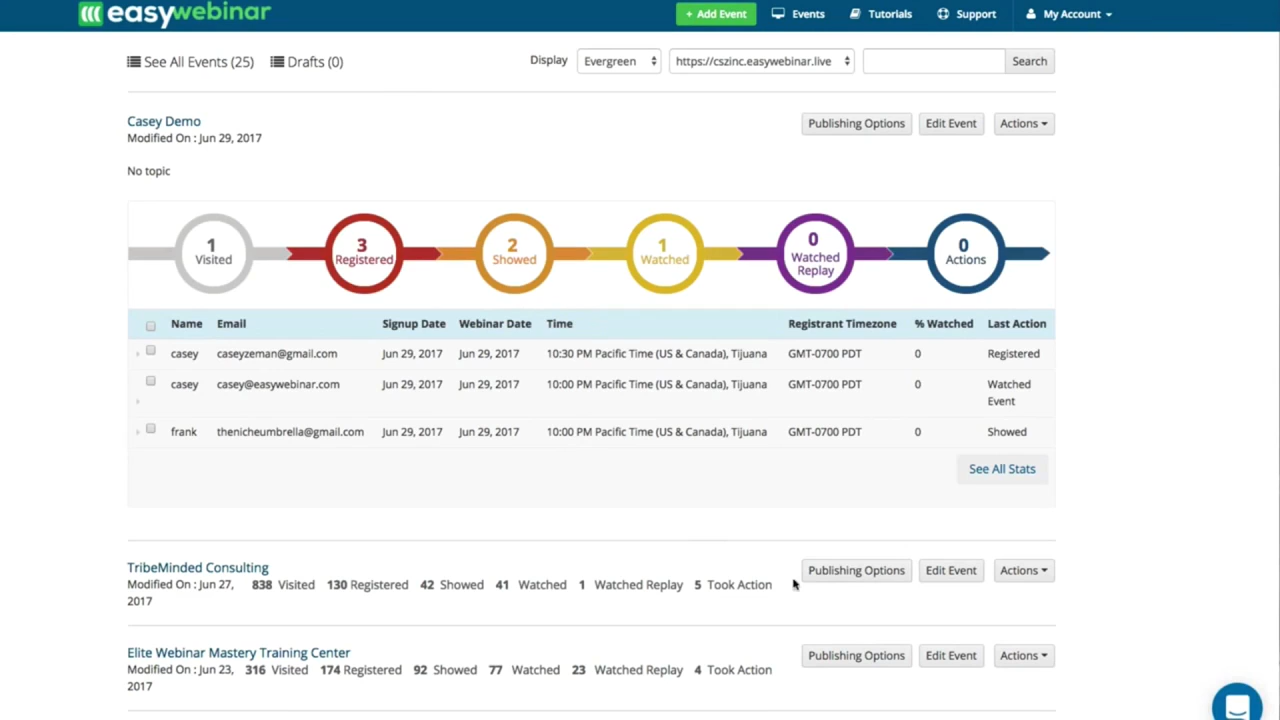 easywebinar
+ Add Event
Events
Tutorials
Support
My Account
See All Events (25)
Drafts (0)
Display
Evergreen
https://cszinc.easywebinar.live
Search
Casey Demo
Modified On : Jun 29, 2017
Publishing Options
Edit Event
Actions
No topic
1
Visited
3
Registered
2
Showed
1
Watched
0
Watched
Replay
0
Actions
Name Email Signup Date Webinar Date Time Registrant Timezone % Watched Last Action
casey caseyzeman@gmail.com Jun 29, 2017 Jun 29, 2017 10:30 PM Pacific Time (US & Canada), Tijuana GMT-0700 PDT 0 Registered
casey casey@easywebinar.com Jun 29, 2017 Jun 29, 2017 10:00 PM Pacific Time (US & Canada), Tijuana GMT-0700 PDT 0 Watched
Event
frank thenicheumbrella@gmail.com Jun 29, 2017 Jun 29, 2017 10:00 PM Pacific Time (US & Canada), Tijuana GMT-0700 PDT 0 Showed
See All Stats
TribeMinded Consulting
Modified On : Jun 27, 838 Visited 130 Registered 42 Showed 41 Watched 1 Watched Replay 5 Took Action
2017
Publishing Options
Edit Event
Actions
Elite Webinar Mastery Training Center
Modified On : Jun 23, 316 Visited 174 Registered 92 Showed 77 Watched 23 Watched Replay 4 Took Action
2017
Publishing Options
Edit Event
Actions